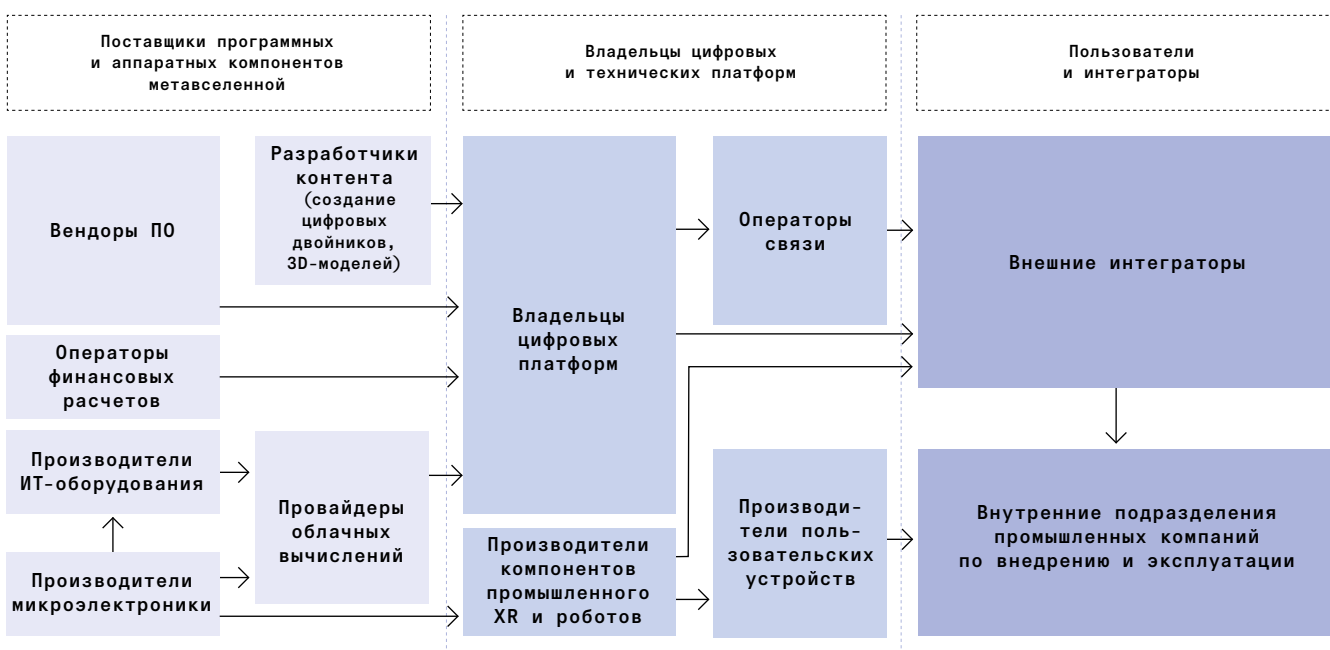 Поставщики программных
и аппаратных компонентов
метавселенной
Владельцы цифровых
и технических платформ
Пользователи
и интеграторы
Вендоры ПО
Разработчики
контента
(создание
цифровых
двойников,
3D-моделей)
Операторы
финансовых
расчетов
Производители
ИТ-оборудования
Производители
микроэлектроники
Провайдеры
облачных
вычислений
Владельцы
цифровых
платформ
Производители
компонентов
промышленного
XR и роботов
Операторы
связи
Производи-
тели поль-
зовательских
устройств
Внешние интеграторы
Внутренние подразделения
промышленных компаний
по внедрению и эксплуатации